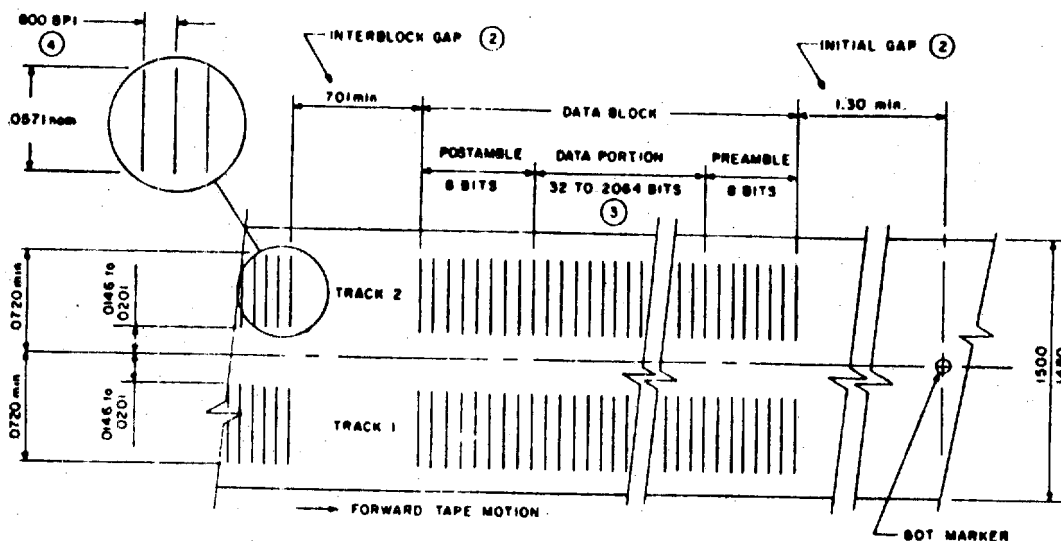 800 BPI
4
.0571 nom
INTERBLOCK GAP 2
.701 min
INITIAL GAP 2
1.30 min.
DATA BLOCK
POSTAMBLE
8 BITS
DATA PORTION
32 TO 2064 BITS
3
PREAMBLE
8 BITS
TRACK 2
TRACK 1
.0720 min
.0720 min
.0146 to
.0201
.0146 to
.0201
1500
FORWARD TAPE MOTION
BOT MARKER